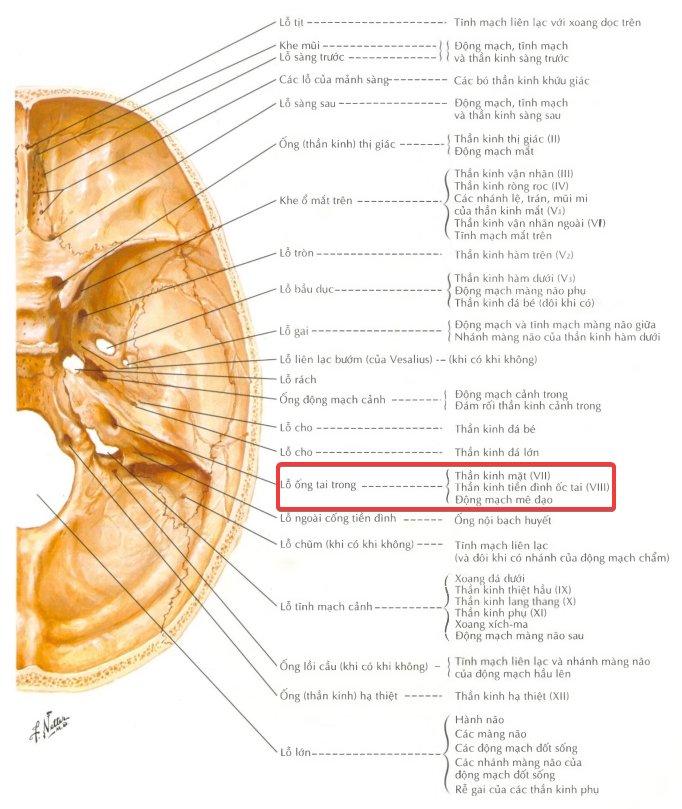 Lỗ tịt ---- Tĩnh mạch liên lạc với xoang dọc trên
Khe mũi ---- Động mạch, tĩnh mạch
Lỗ sàng trước ---- và thần kinh sàng trước
Các lỗ của mảnh sàng ---- Các bó thần kinh khứu giác
Lỗ sàng sau ---- Động mạch, tĩnh mạch
và thần kinh sàng sau
Ống (thần kinh) thị giác ---- Thần kinh thị giác (II)
Động mạch mắt
Khe ổ mắt trên ---- Thần kinh vận nhãn (III)
Thần kinh ròng rọc (IV)
Các nhánh lệ, trán, mũi mi
của thần kinh mắt (V₁)
Thần kinh vận nhãn ngoài (VI)
Tĩnh mạch mắt trên
Lỗ tròn ---- Thần kinh hàm trên (V₂)
Lỗ bầu dục ---- Thần kinh hàm dưới (V₃)
Động mạch màng não phụ
Thần kinh đá bé (đôi khi có)
Lỗ gai ---- Động mạch và tĩnh mạch màng não giữa
Nhánh màng não của thần kinh hàm dưới
Lỗ liên lạc bướm (của Vesalius) -- (khi có khi không)
Lỗ rách
Ống động mạch cảnh ---- Động mạch cảnh trong
Đám rối thần kinh cảnh trong
Lỗ cho ---- Thần kinh đá bé
Lỗ cho ---- Thần kinh đá lớn
Lỗ ống tai trong ---- Thần kinh mặt (VII)
Thần kinh tiền đình ốc tai (VIII)
Động mạch mê đạo
Lỗ ngoài cống tiền đình ---- Ống nội bạch huyết
Lỗ chũm (khi có khi không) ---- Tĩnh mạch liên lạc
(và đôi khi có nhánh của động mạch chẩm)
Lỗ tĩnh mạch cảnh ---- Xoang đá dưới
Thần kinh thiệt hầu (IX)
Thần kinh lang thang (X)
Thần kinh phụ (XI)
Xoang xích-ma
Động mạch màng não sau
Ống lồi cầu (khi có khi không) -- Tĩnh mạch liên lạc và nhánh màng não
của động mạch hầu lên
Ống (thần kinh) hạ thiệt ---- Thần kinh hạ thiệt (XII)
Lỗ lớn ---- Hành não
Các màng não
Các động mạch đốt sống
Các nhánh màng não của
động mạch đốt sống
Rễ gai của các thần kinh phụ
F. Netter
M.D.